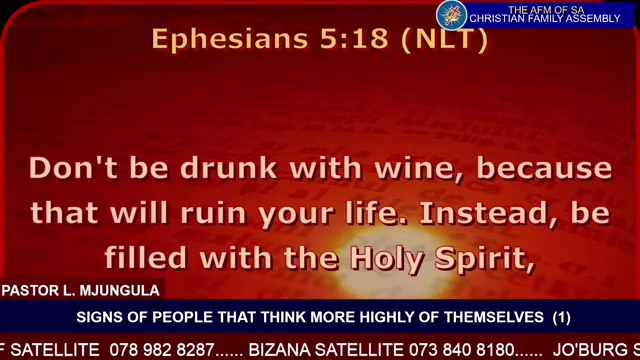 THE AFM OF SA
CHRISTIAN FAMILY ASSEMBLY
Ephesians 5:18 (NLT)
Don't be drunk with wine, because
that will ruin your life. Instead, be
filled with the Holy Spirit,
PASTOR L. MJUNGULA
SIGNS OF PEOPLE THAT THINK MORE HIGHLY OF THEMSELVES (1)
F SATELLITE 078 982 8287...... BIZANA SATELLITE 073 840 8180....... JO'BURG S